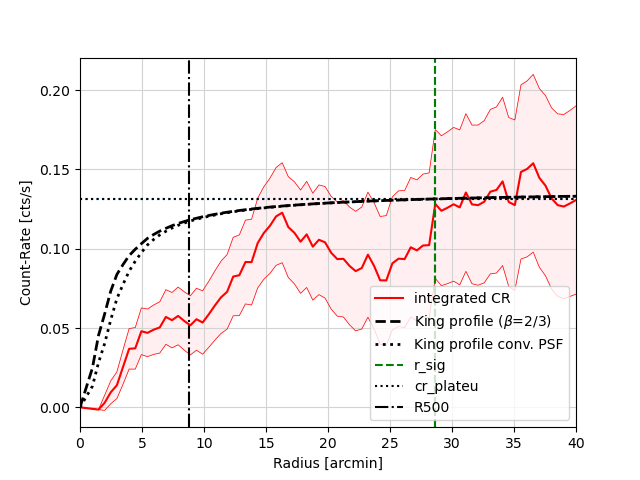 0.20
0.15
0.10
0.05
0.00
Count-Rate [cts/s]
integrated CR
King profile (β=2/3)
King profile conv. PSF
r_sig
cr_plateu
R500
0 5 10 15 20 25 30 35 40
Radius [arcmin]